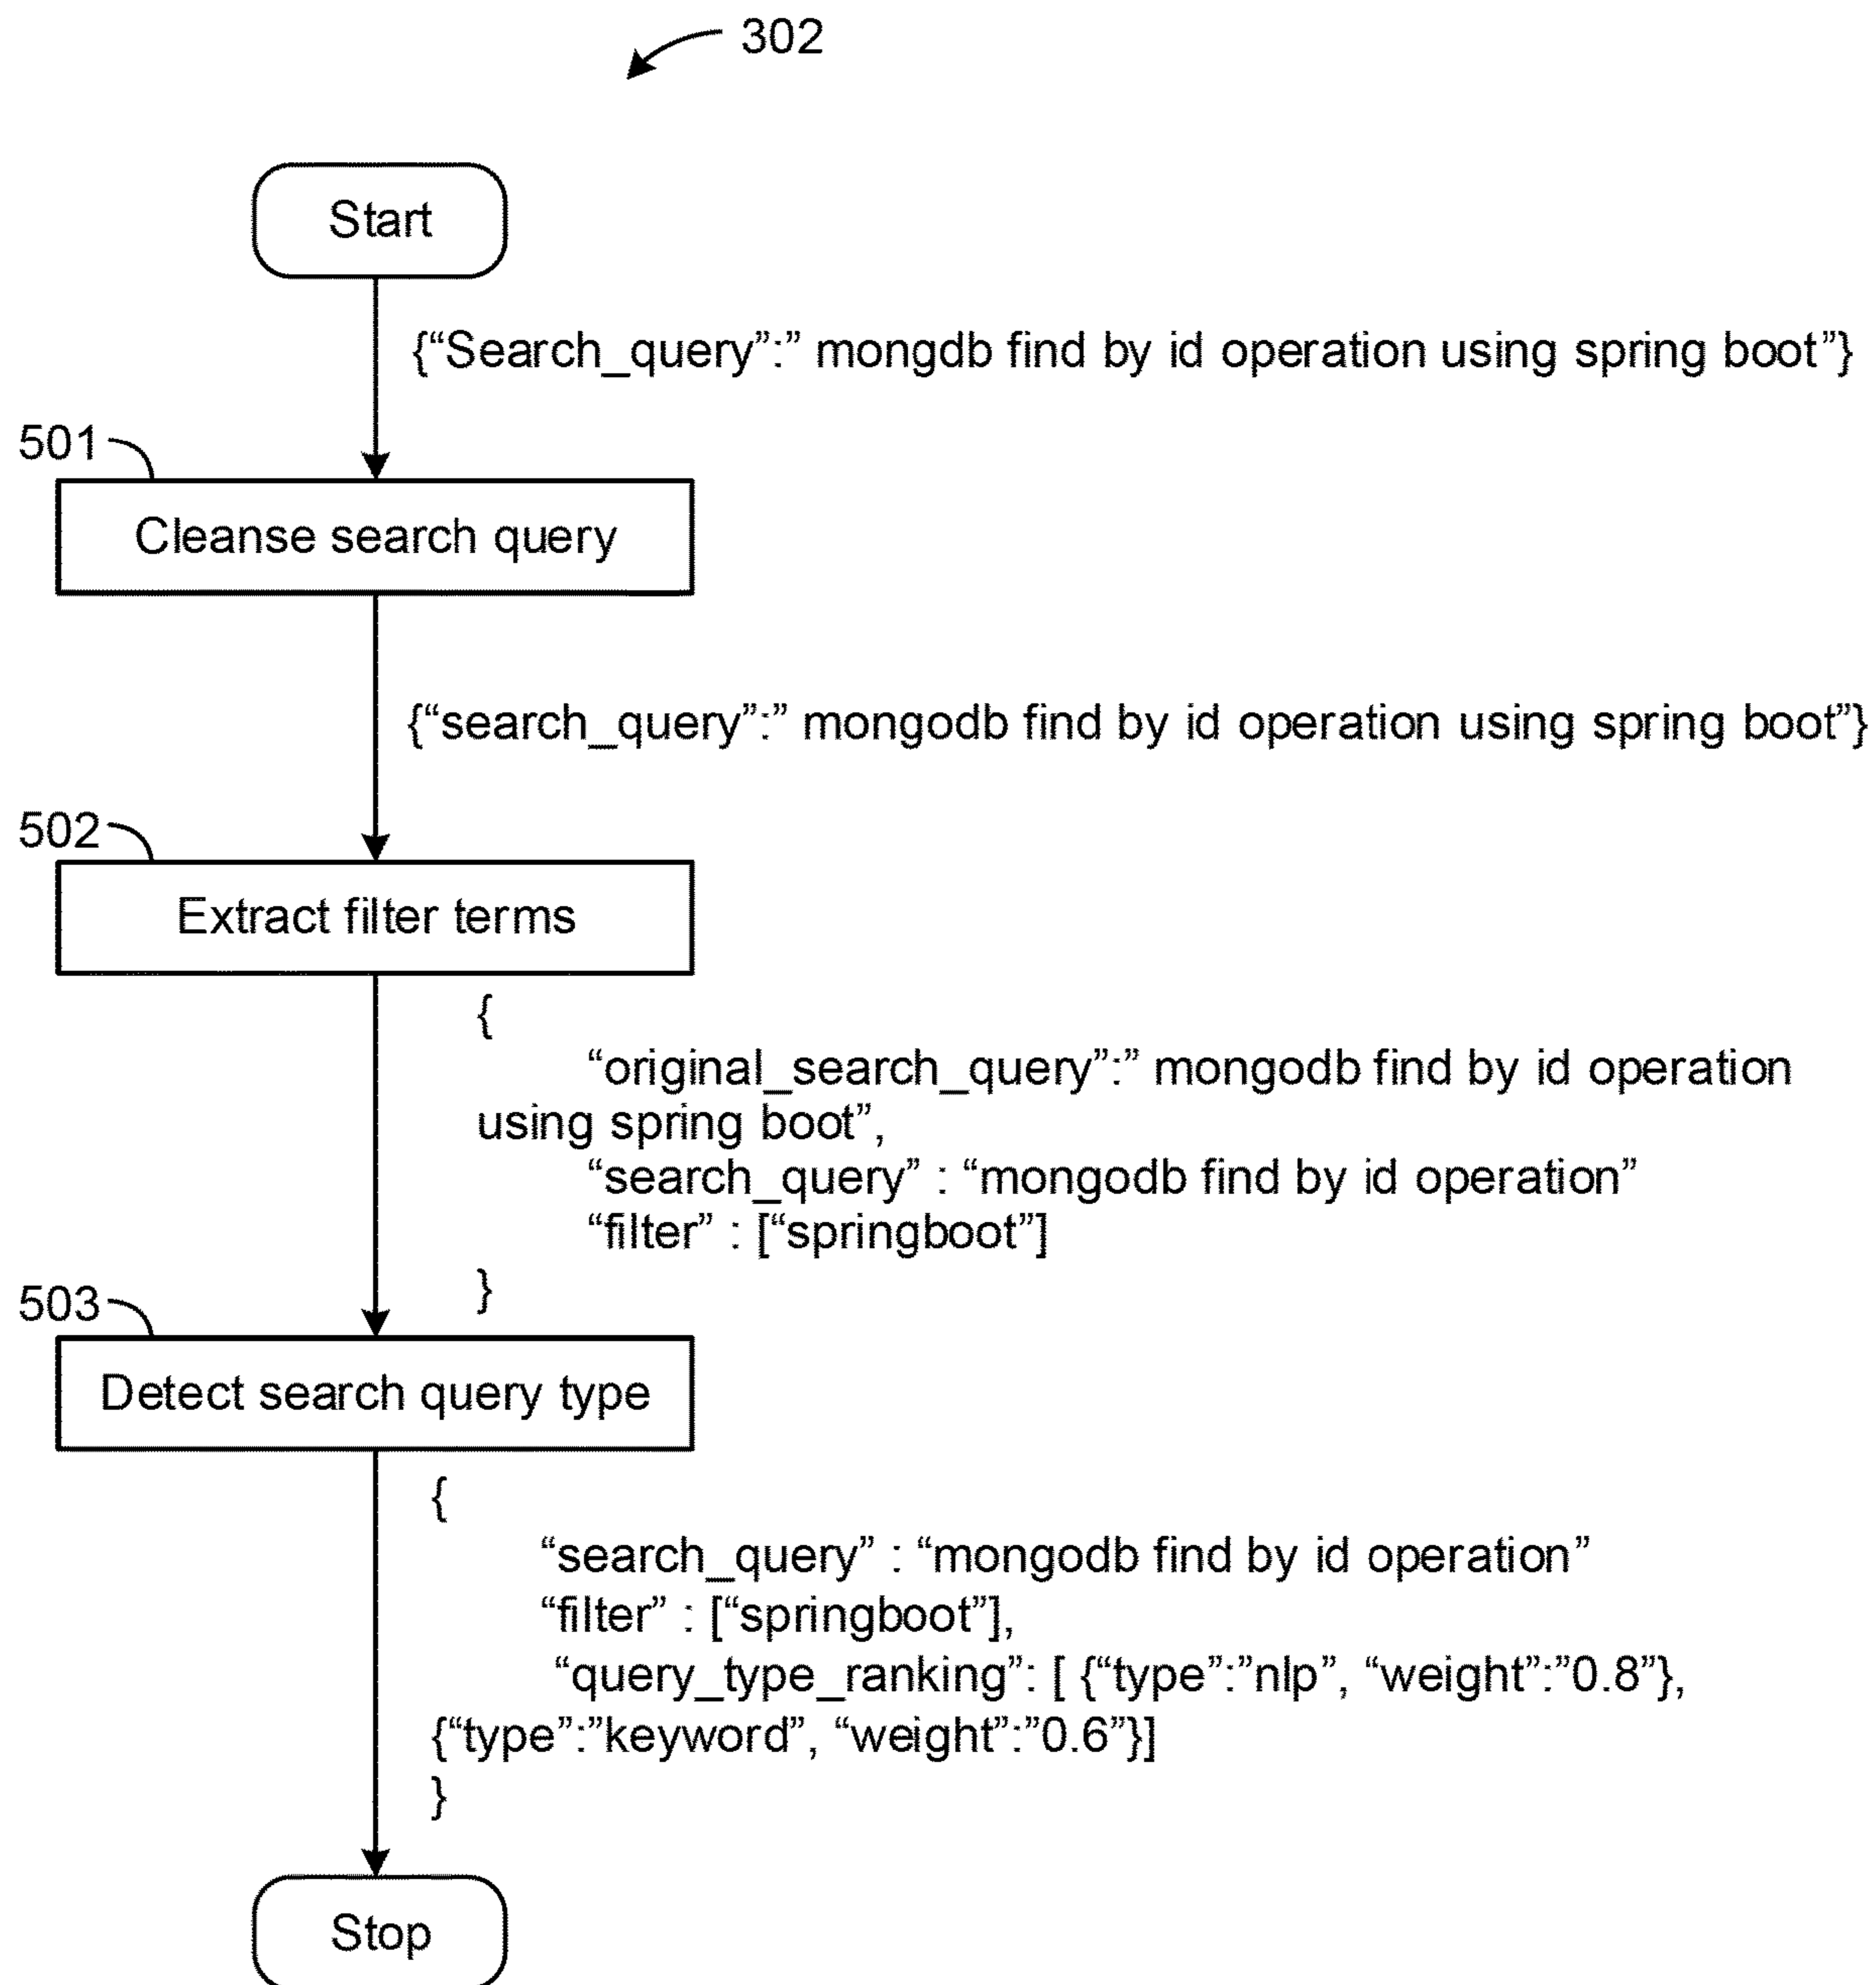 302
Start
{“Search_query”:” mongdb find by id operation using spring boot”}
501
Cleanse search query
{“search_query”:” mongodb find by id operation using spring boot”}
502
Extract filter terms
{
“original_search_query”:” mongodb find by id operation
using spring boot”,
“search_query” : “mongodb find by id operation”
“filter” : [“springboot”]
}
503
Detect search query type
{
“search_query” : “mongodb find by id operation”
“filter” : [“springboot”],
“query_type_ranking”: [ {“type”:”nlp”, “weight”:”0.8”},
{“type”:”keyword”, “weight”:”0.6”}]
}
Stop